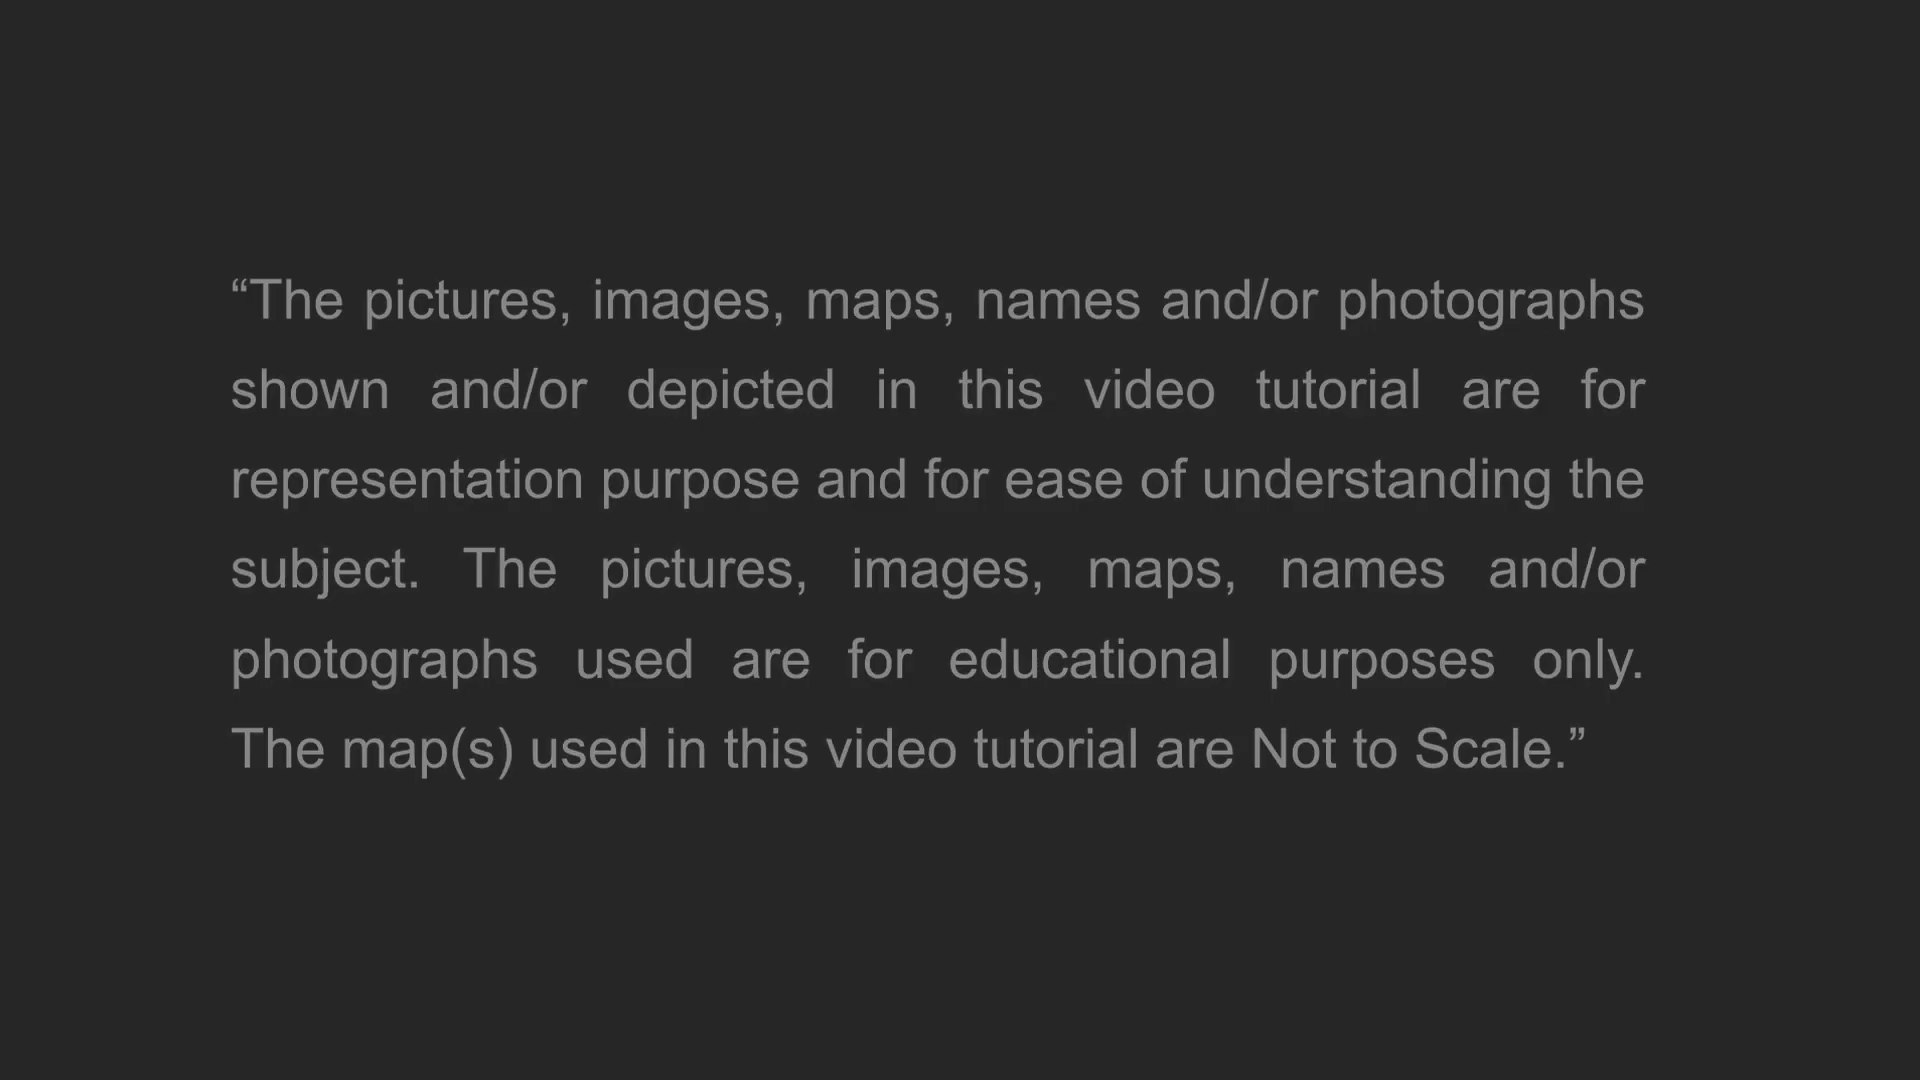 “The pictures, images, maps, names and/or photographs
shown and/or depicted in this video tutorial are for
representation purpose and for ease of understanding the
subject. The pictures, images, maps, names and/or
photographs used are for educational purposes only.
The map(s) used in this video tutorial are Not to Scale.”